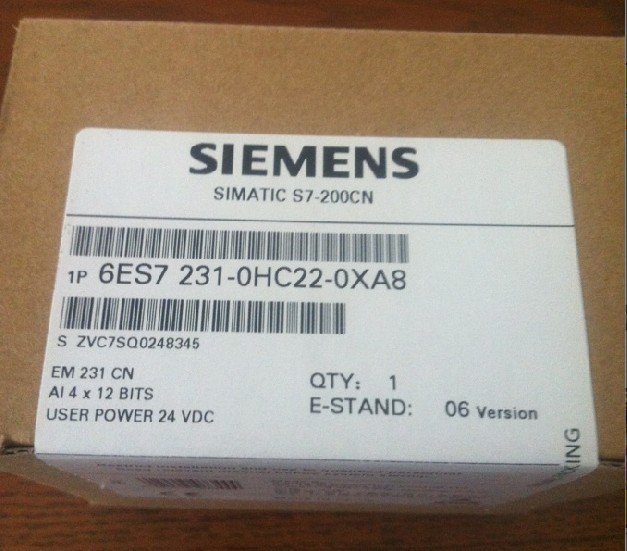 SIEMENS
SIMATIC S7-200CN
1P 6ES7 231-0HC22-0XA8
S ZVC7SQ0248345
EM 231 CN
AI 4 x 12 BITS
USER POWER 24 VDC
QTY: 1
E-STAND: 06 Version